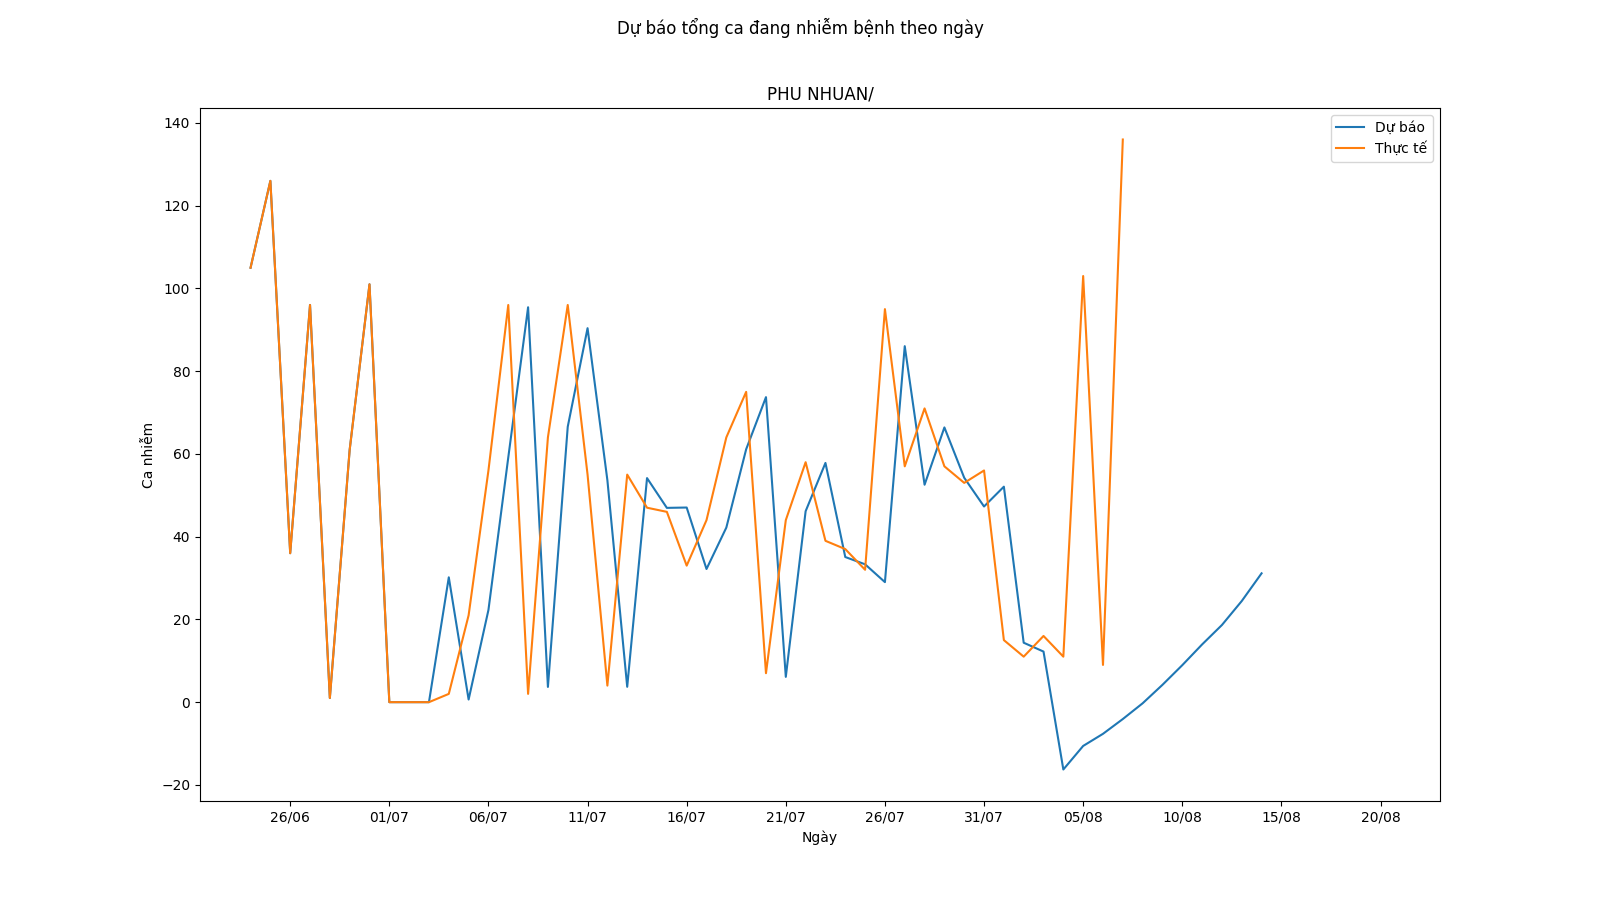 Dự báo tổng ca đang nhiễm bệnh theo ngày
PHU NHUAN/
Dự báo
Thực tế
140
120
100
80
60
40
20
0
−20
Ca nhiễm
26/06 01/07 06/07 11/07 16/07 21/07 26/07 31/07 05/08 10/08 15/08 20/08
Ngày